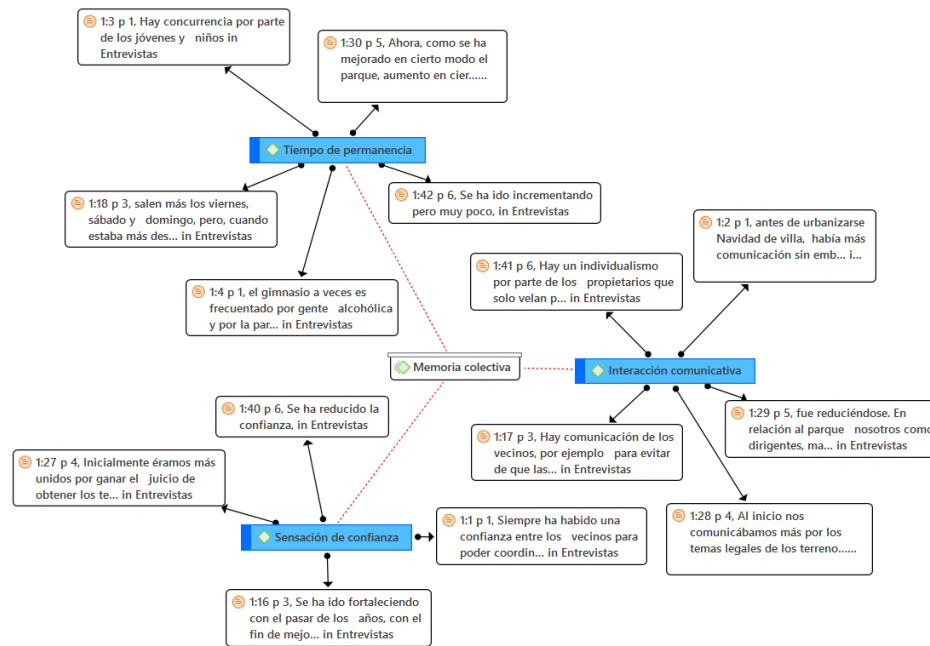 1:3 p 1, Hay concurrencia por parte
de los jóvenes y niños in
Entrevistas
1:30 p 5, Ahora, como se ha
mejorado en cierto modo el
parque, aumento en cier......
Tiempo de permanencia
1:18 p 3, salen más los viernes,
sábado y domingo, pero, cuando
estaba más des... in Entrevistas
1:42 p 6, Se ha ido incrementando
pero muy poco, in Entrevistas
1:4 p 1, el gimnasio a veces es
frecuentado por gente alcohólica
y por la par... in Entrevistas
1:2 p 1, antes de urbanizarse
Navidad de villa, había más
comunicación sin emb... i...
1:41 p 6, Hay un individualismo
por parte de los propietarios que
solo velan p... in Entrevistas
Memoria colectiva
Interacción comunicativa
1:40 p 6, Se ha reducido la
confianza, in Entrevistas
1:17 p 3, Hay comunicación de los
vecinos, por ejemplo para evitar
de que las... in Entrevistas
1:29 p 5, fue reduciéndose. En
relación al parque nosotros como
dirigentes, ma... in Entrevistas
1:27 p 4, Inicialmente éramos más
unidos por ganar el juicio de
obtener los te... in Entrevistas
1:28 p 4, Al inicio nos
comunicábamos más por los
temas legales de los terreno......
Sensación de confianza
1:1 p 1, Siempre ha habido una
confianza entre los vecinos para
poder coordin... in Entrevistas
1:16 p 3, Se ha ido fortaleciendo
con el pasar de los años, con el
fin de mejo... in Entrevistas